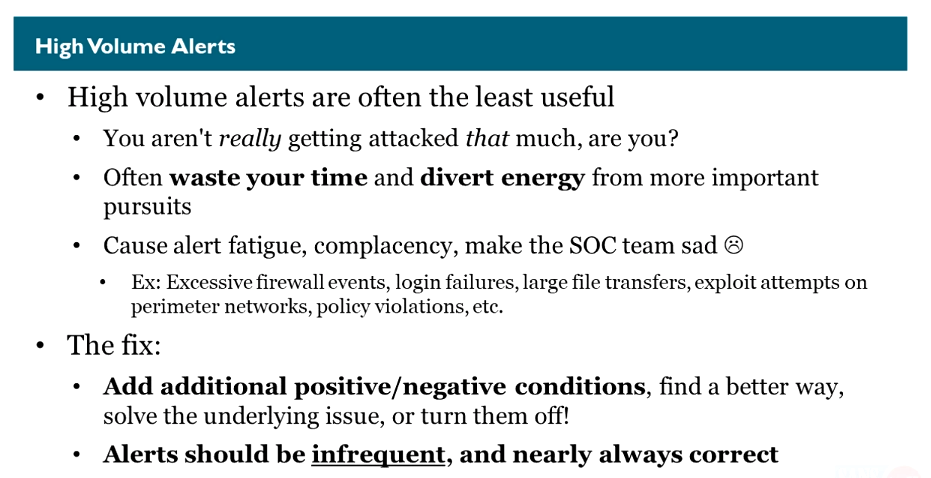 High Volume Alerts
• High volume alerts are often the least useful
• You aren't really getting attacked that much, are you?
• Often waste your time and divert energy from more important
pursuits
• Cause alert fatigue, complacency, make the SOC team sad ☹
• Ex: Excessive firewall events, login failures, large file transfers, exploit attempts on
perimeter networks, policy violations, etc.
• The fix:
• Add additional positive/negative conditions, find a better way,
solve the underlying issue, or turn them off!
• Alerts should be infrequent, and nearly always correct